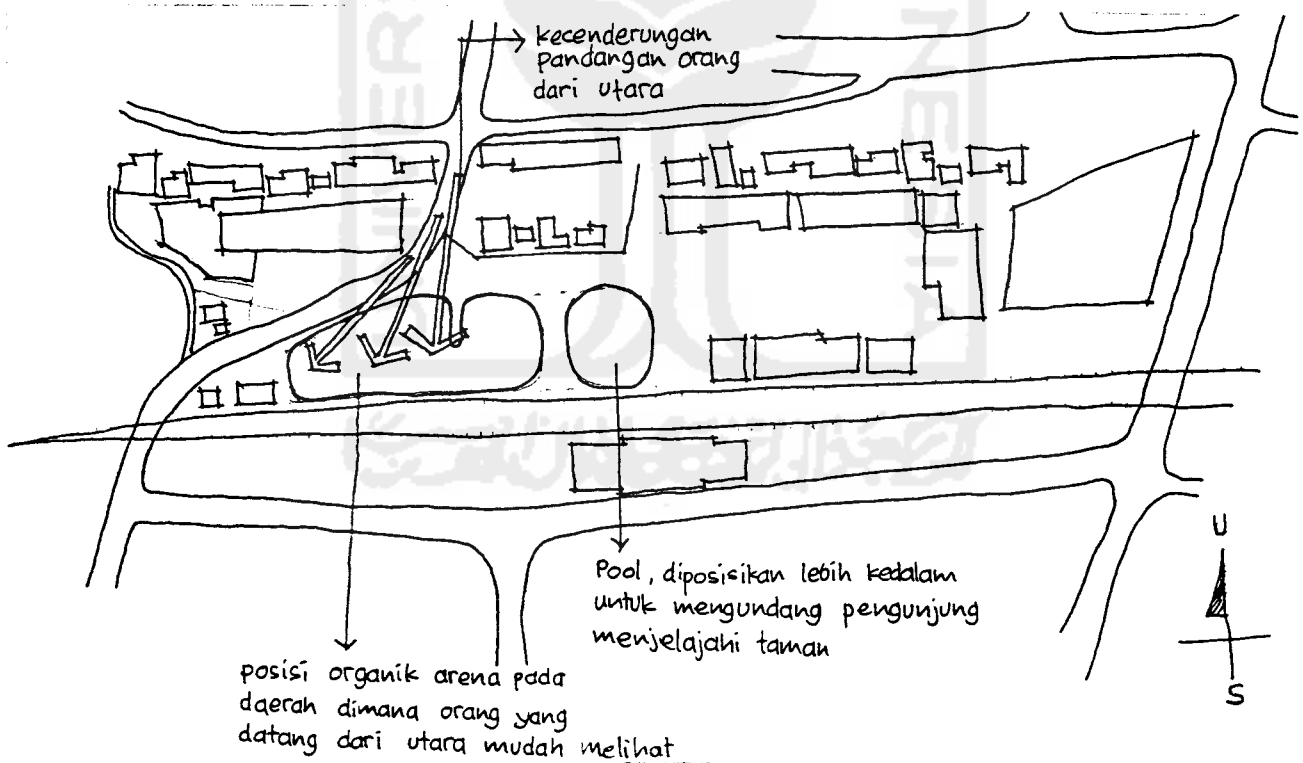 kecenderungan
pandangan orang
dari utara
Pool, diposisikan lebih kedalam
untuk mengundang pengunjung
menjelajahi taman
posisi organik arena pada
daerah dimana orang yang
datang dari utara mudah melihat
U
S